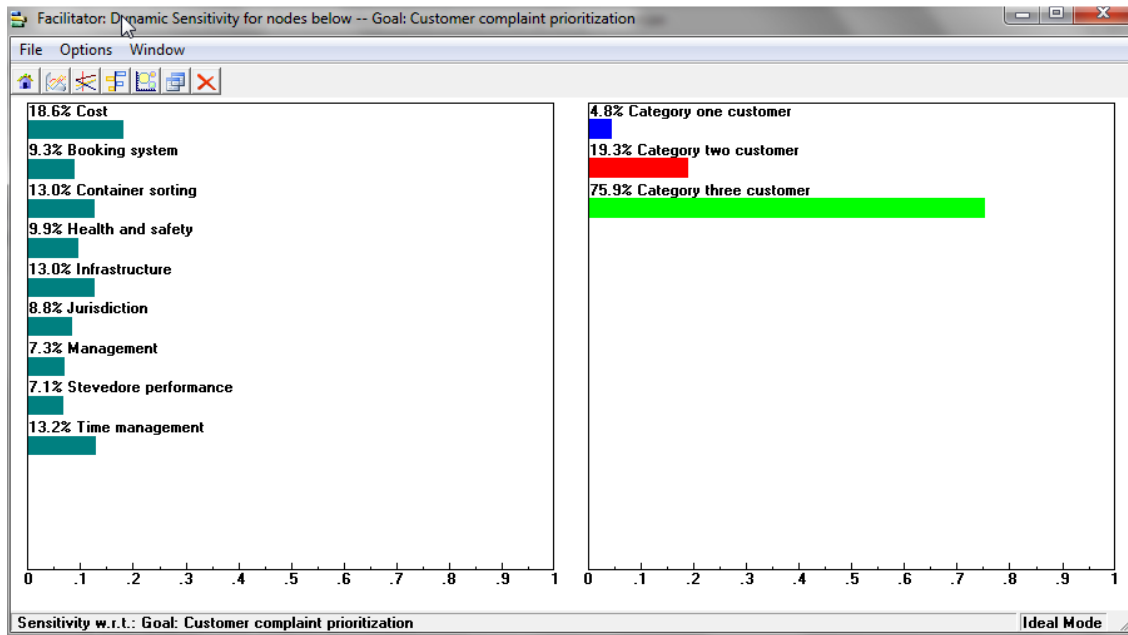 Facilitator: Dynamic Sensitivity for nodes below -- Goal: Customer complaint prioritization
File Options Window
18.6% Cost
9.3% Booking system
13.0% Container sorting
9.9% Health and safety
13.0% Infrastructure
8.8% Jurisdiction
7.3% Management
7.1% Stevedore performance
13.2% Time management
0 .1 .2 .3 .4 .5 .6 .7 .8 .9 1
4.8% Category one customer
19.3% Category two customer
75.9% Category three customer
0 .1 .2 .3 .4 .5 .6 .7 .8 .9 1
Sensitivity w.r.t.: Goal: Customer complaint prioritization
Ideal Mode